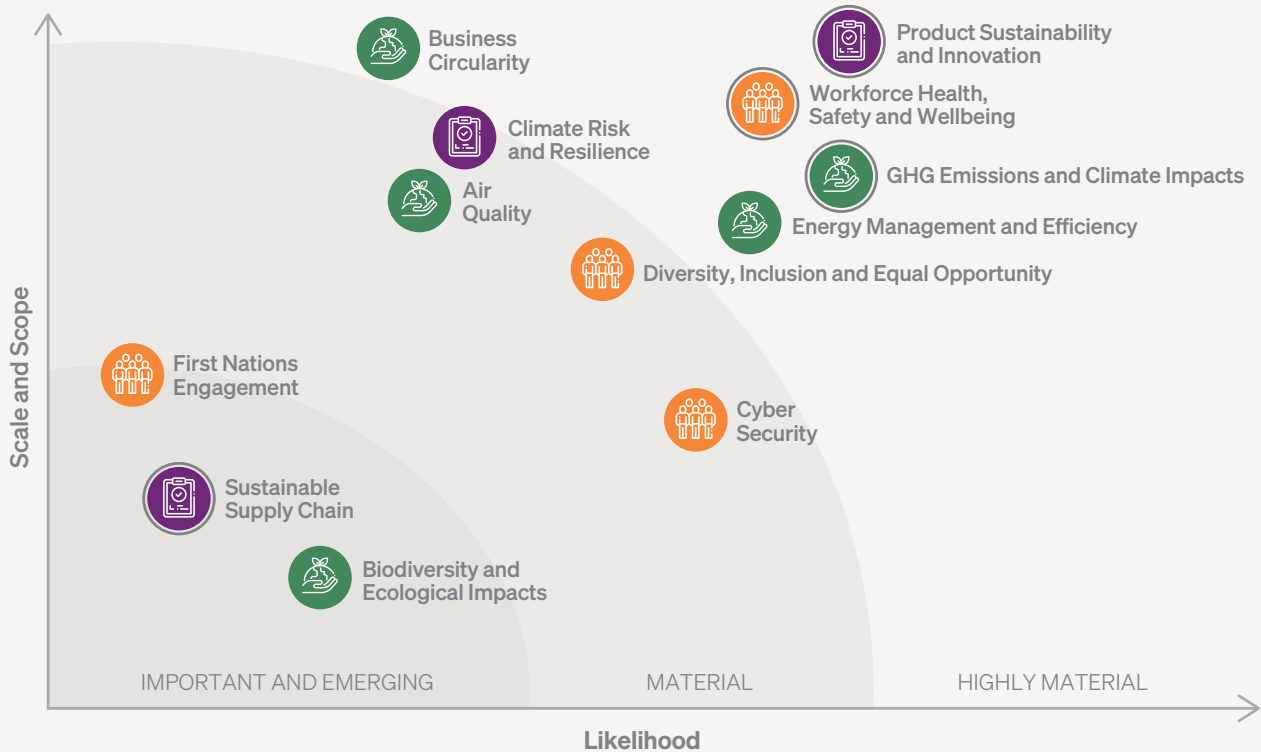 Business
Circularity
Product Sustainability
and Innovation
Workforce Health,
Safety and Wellbeing
Climate Risk
and Resilience
GHG Emissions and Climate Impacts
Air
Quality
Energy Management and Efficiency
Diversity, Inclusion and Equal Opportunity
Scale and Scope
First Nations
Engagement
Cyber
Security
Sustainable
Supply Chain
Biodiversity and
Ecological Impacts
IMPORTANT AND EMERGING
MATERIAL
HIGHLY MATERIAL
Likelihood